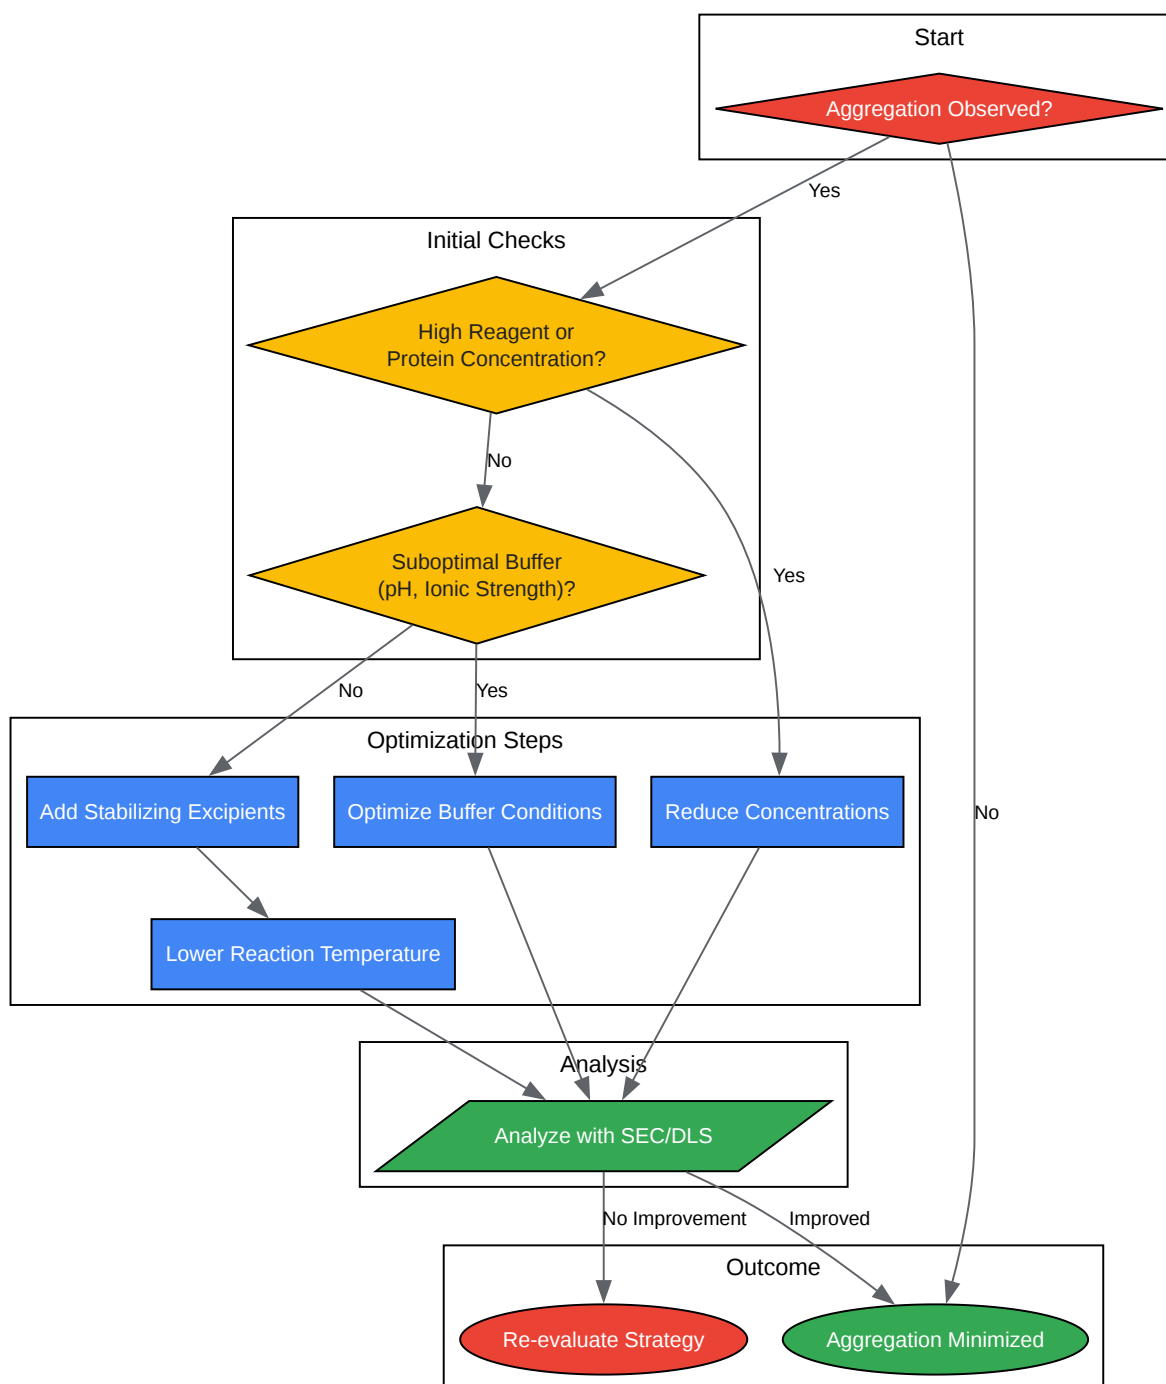 Start
Aggregation Observed?
Yes
Initial Checks
High Reagent or
Protein Concentration?
No
Suboptimal Buffer
(pH, Ionic Strength)?
Yes
No
Yes
Optimization Steps
Add Stabilizing Excipients
Optimize Buffer Conditions
Reduce Concentrations
No
Lower Reaction Temperature
Analysis
Analyze with SEC/DLS
No Improvement
Improved
Outcome
Re-evaluate Strategy
Aggregation Minimized